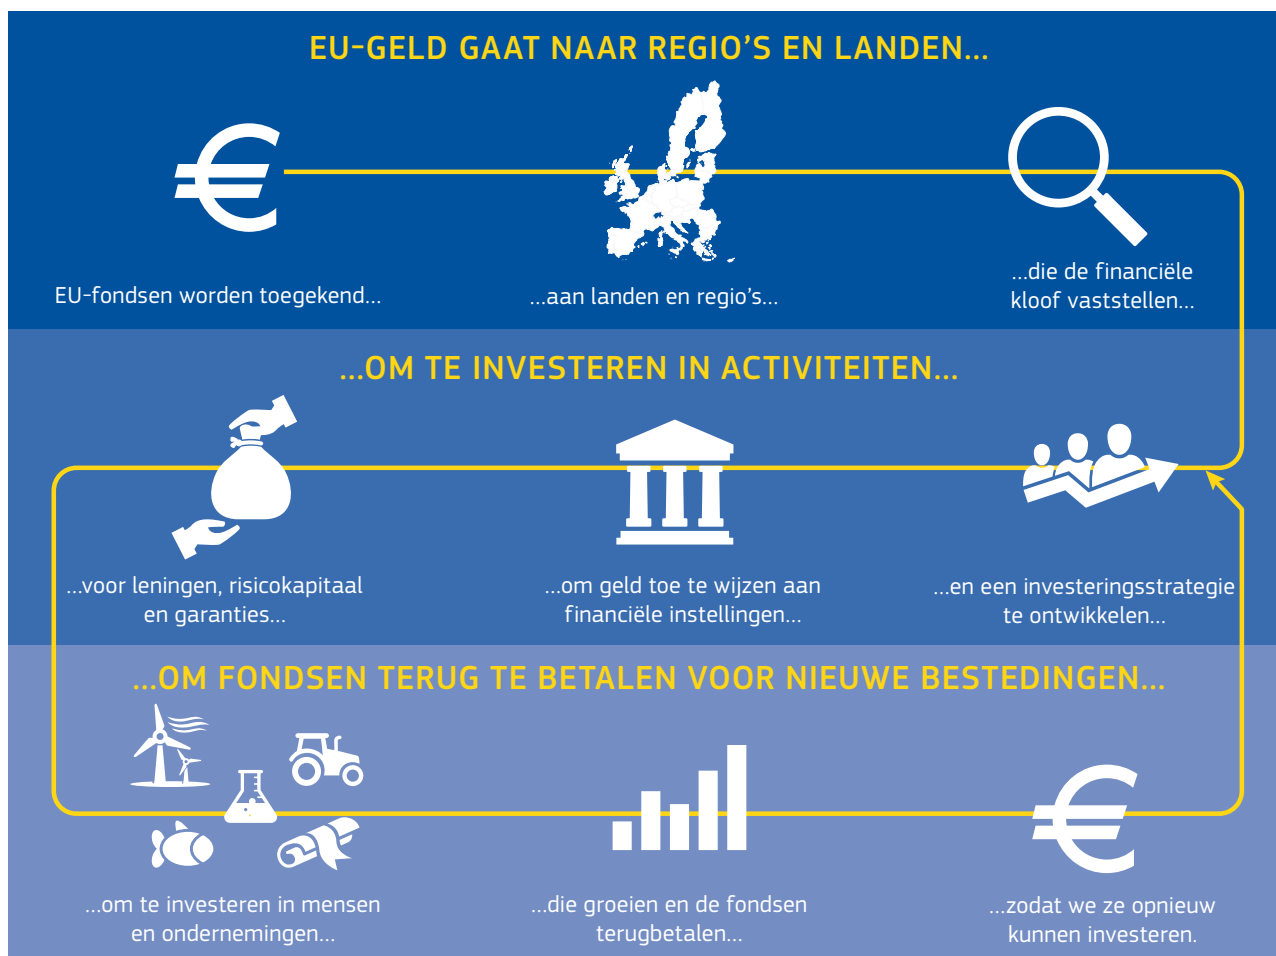 EU-GELD GAAT NAAR REGIO’S EN LANDEN...
EU-fondsen worden toegekend...
...aan landen en regio’s...
...die de financiële
kloof vaststellen...
...OM TE INVESTEREN IN ACTIVITEITEN...
...voor leningen, risicokapitaal
en garanties...
...om geld toe te wijzen aan
financiële instellingen...
...en een investeringsstrategie
te ontwikkelen...
...OM FONDSEN TERUG TE BETALEN VOOR NIEUWE BESTEDINGEN...
...om te investeren in mensen
en ondernemingen...
...die groeien en de fondsen
terugbetalen...
...zodat we ze opnieuw
kunnen investeren.